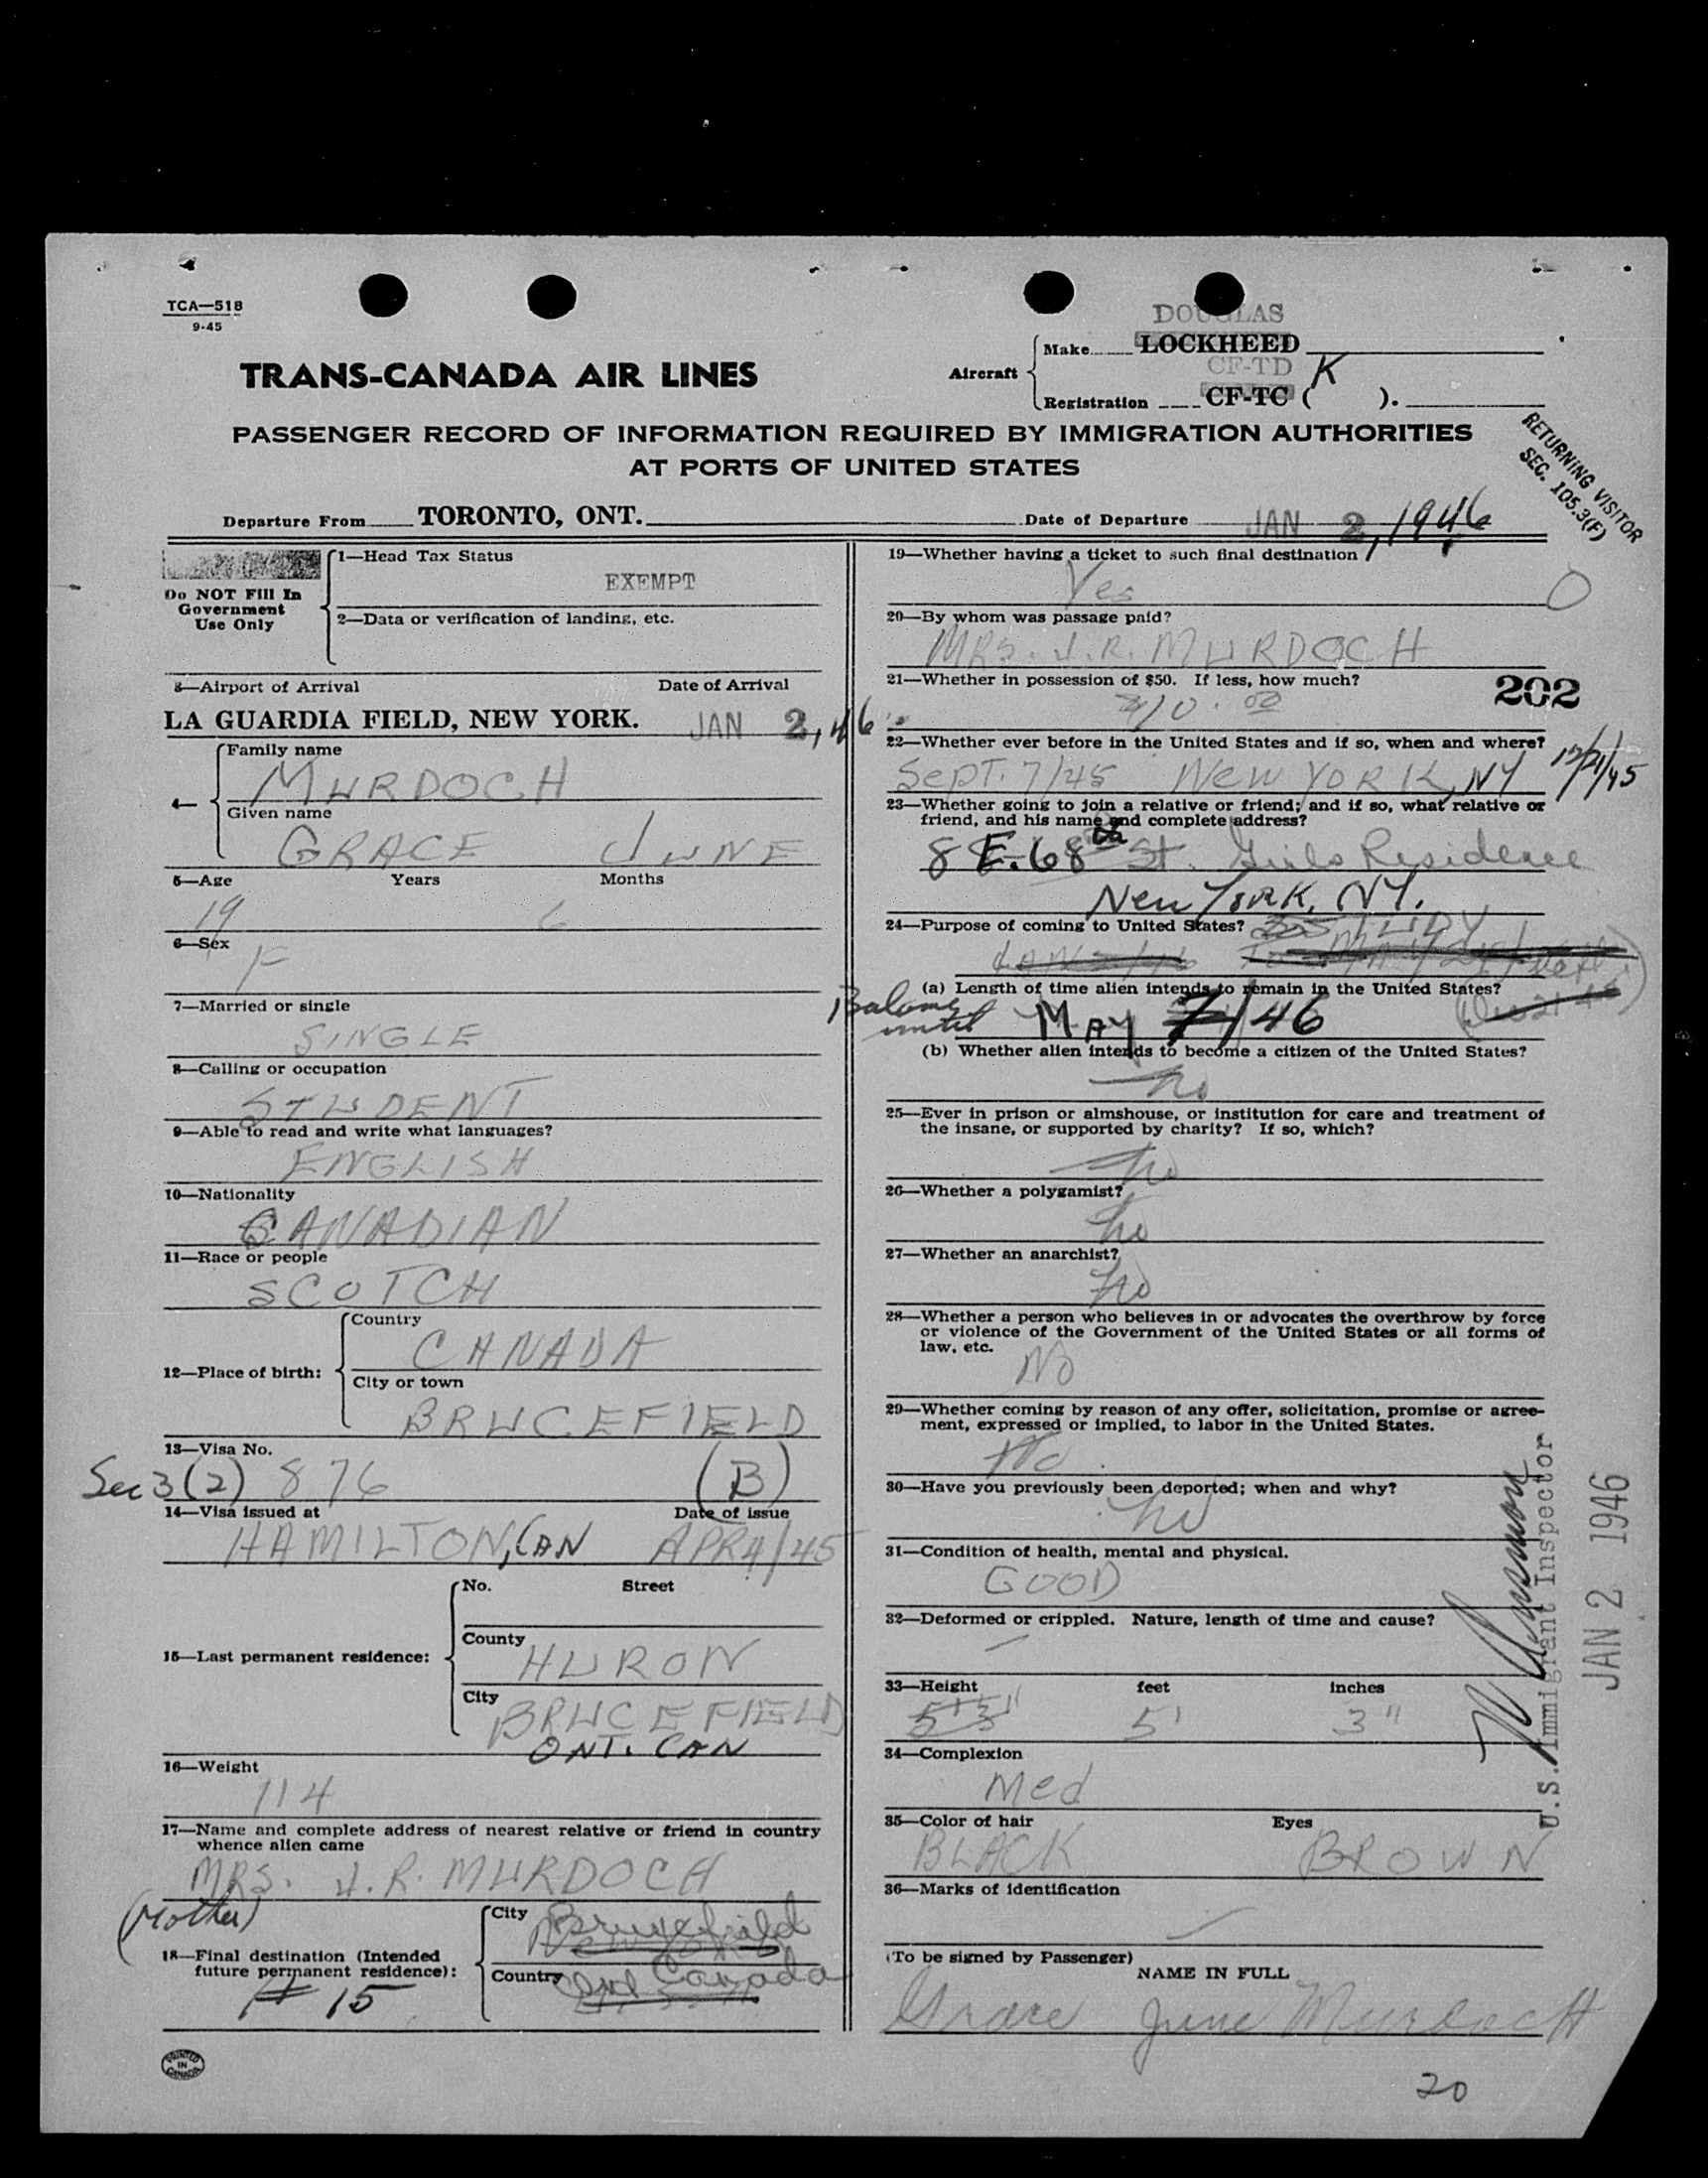 TCA—518
9-45
TRANS-CANADA AIR LINES
DOUGLAS
Aircraft
Make LOCKHEED
CF-TD K
Registration CF-TC ( ).
PASSENGER RECORD OF INFORMATION REQUIRED BY IMMIGRATION AUTHORITIES
AT PORTS OF UNITED STATES
RETURNING VISITOR
SEC. 105.3(F)
Departure From TORONTO, ONT. Date of Departure JAN 2, 1946
Do NOT Fill In
Government
Use Only
1—Head Tax Status
EXEMPT
2—Data or verification of landing, etc.
3—Airport of Arrival Date of Arrival
LA GUARDIA FIELD, NEW YORK. JAN 2, 46
4—
Family name
MURDOCH
Given name
GRACE JUNE
5—Age Years Months
19 6
6—Sex
F
7—Married or single
SINGLE
8—Calling or occupation
STUDENT
9—Able to read and write what languages?
ENGLISH
10—Nationality
CANADIAN
11—Race or people
SCOTCH
12—Place of birth:
Country
CANADA
City or town
BRUCEFIELD
13—Visa No.
Sec 3(2) 876 (B)
14—Visa issued at Date of issue
HAMILTON, CAN APR 4/45
15—Last permanent residence:
No. Street
County
HURON
City
BRUCEFIELD
ONT. CAN
16—Weight
114
17—Name and complete address of nearest relative or friend in country
whence alien came
MRS. J. R. MURDOCH
(Mother)
18—Final destination (Intended
future permanent residence):
# 15
City Brucefield
Country Ont Canada
PRINTED
IN
CANADA
19—Whether having a ticket to such final destination
Yes
20—By whom was passage paid?
MRS. J. R. MURDOCH
21—Whether in possession of $50. If less, how much?
$10.00
202
22—Whether ever before in the United States and if so, when and where?
SEPT. 7/45 NEW YORK, NY 12/21/45
23—Whether going to join a relative or friend; and if so, what relative or
friend, and his name and complete address?
8 E. 68th St. Girls Residence
New York, NY.
24—Purpose of coming to United States? STUDY
(a) Length of time alien intends to remain in the United States?
Balance
until MAY 7/46
(b) Whether alien intends to become a citizen of the United States?
no
25—Ever in prison or almshouse, or institution for care and treatment of
the insane, or supported by charity? If so, which?
no
26—Whether a polygamist?
no
27—Whether an anarchist?
no
28—Whether a person who believes in or advocates the overthrow by force
or violence of the Government of the United States or all forms of
law, etc.
NO
29—Whether coming by reason of any offer, solicitation, promise or agree-
ment, expressed or implied, to labor in the United States.
No
30—Have you previously been deported; when and why?
no
31—Condition of health, mental and physical.
GOOD
32—Deformed or crippled. Nature, length of time and cause?
—
33—Height feet inches
5'3" 5' 3"
34—Complexion
Med
35—Color of hair Eyes
BLACK BROWN
36—Marks of identification
U.S. Immigrant Inspector
JAN 2 1946
(To be signed by Passenger)
NAME IN FULL
Grace June Murdoch
20